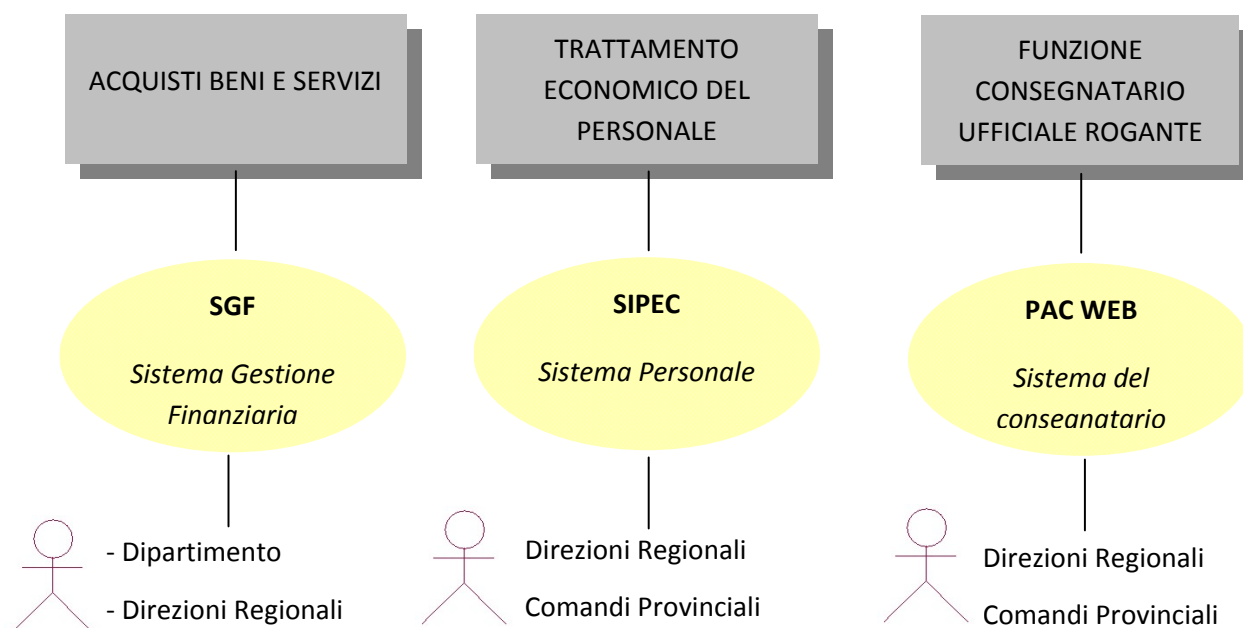 ACQUISTI BENI E SERVIZI
TRATTAMENTO
ECONOMICO DEL
PERSONALE
FUNZIONE
CONSEGNATARIO
UFFICIALE ROGANTE
SGF
Sistema Gestione
Finanziaria
SIPEC
Sistema Personale
PAC WEB
Sistema del
consegnatario
- Dipartimento
- Direzioni Regionali
Direzioni Regionali
Comandi Provinciali
Direzioni Regionali
Comandi Provinciali